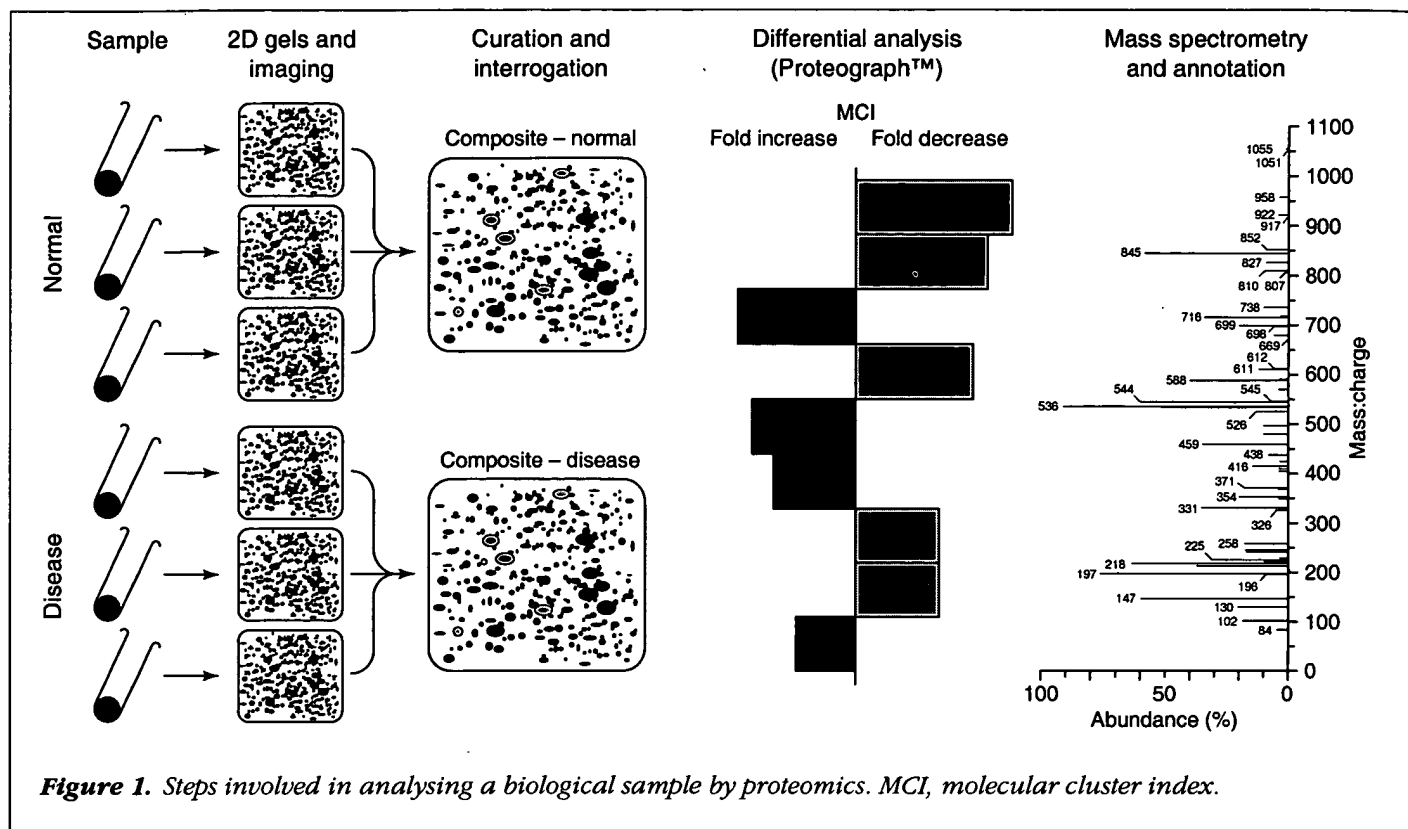 Sample
2D gels and
imaging
Curation and
interrogation
Differential analysis
(Proteograph™)
Mass spectrometry
and annotation
Normal
Disease
Composite – normal
Composite – disease
MCI
Fold increase
Fold decrease
1055
1051
958
922
917
852
845
827
810
807
738
716
699
698
669
612
611
588
544
545
536
526
459
438
416
371
354
331
326
258
225
218
197
196
147
130
102
84
1100
1000
900
800
700
600
500
400
300
200
100
0
Mass:charge
100
50
0
Abundance (%)
Figure 1. Steps involved in analysing a biological sample by proteomics. MCI, molecular cluster index.